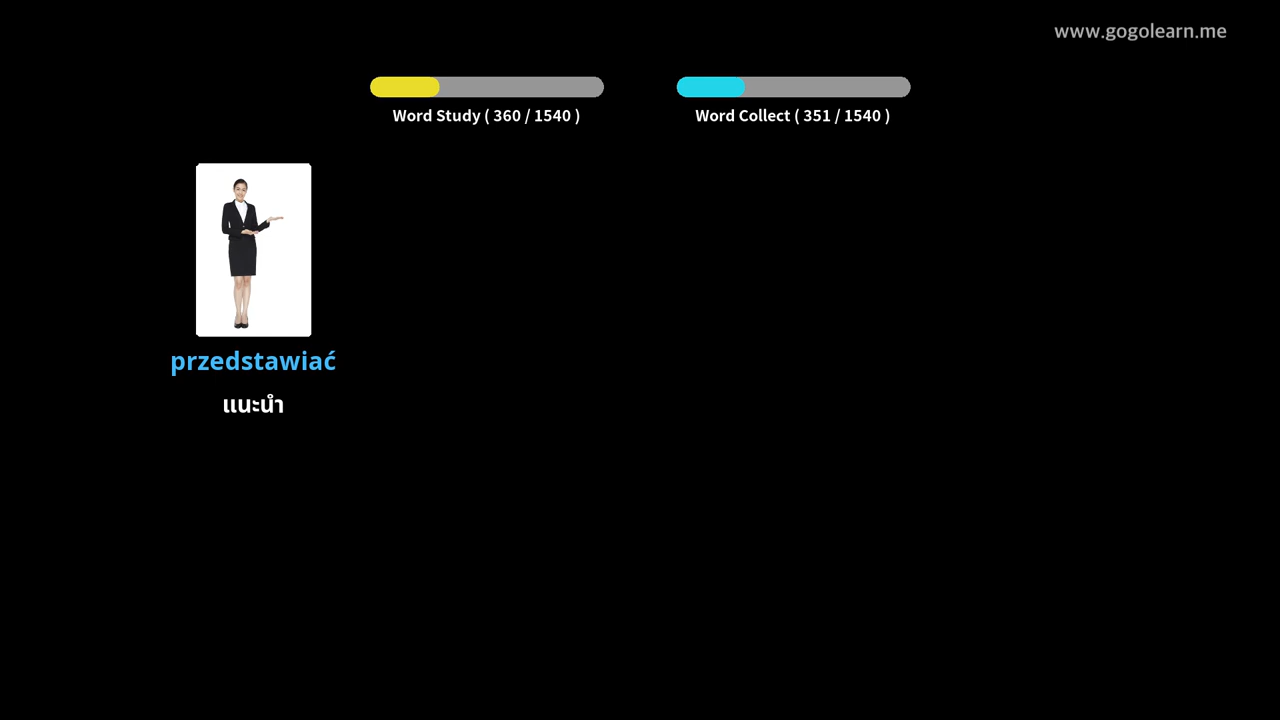 www.gogolearn.me
Word Study ( 360 / 1540 )
Word Collect ( 351 / 1540 )
przedstawiać
แนะนำ